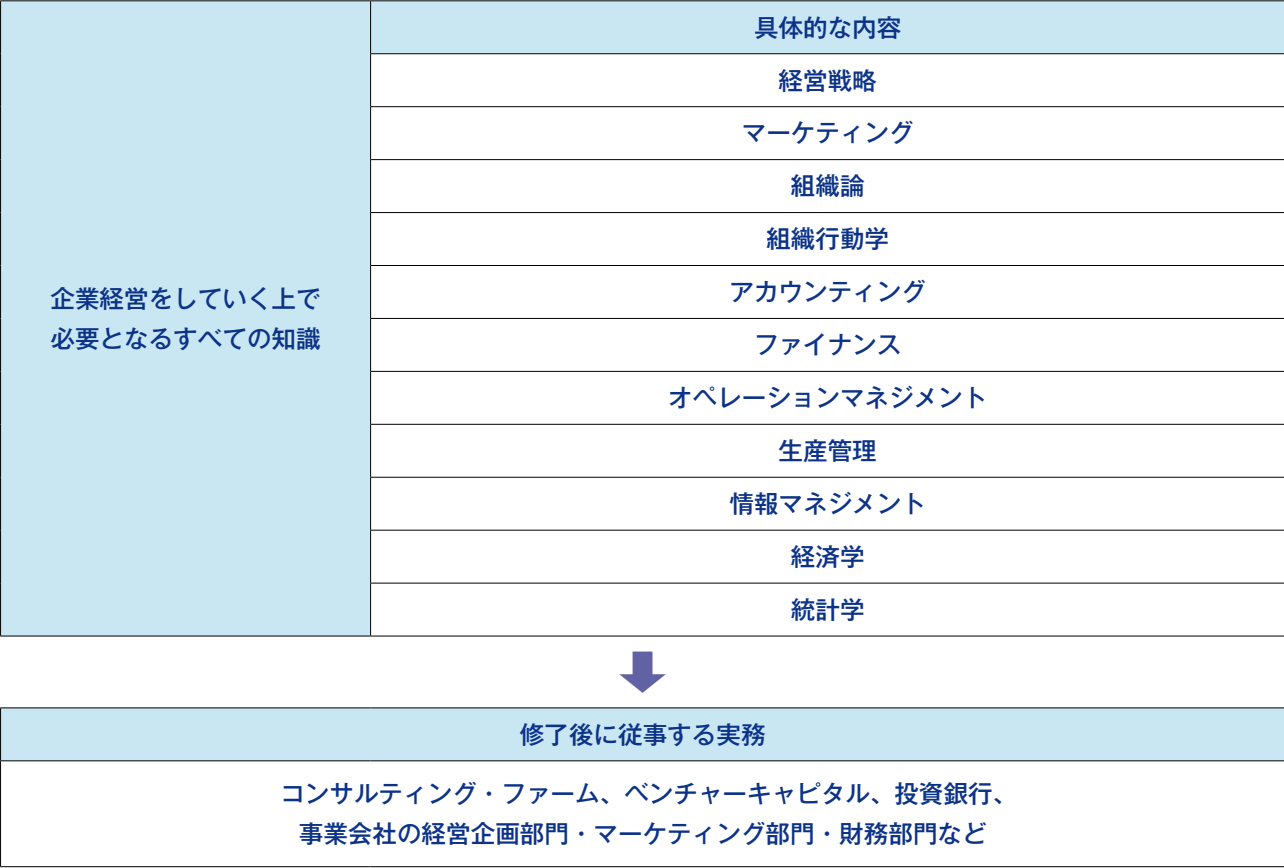 企業経営をしていく上で
必要となるすべての知識
具体的な内容
経営戦略
マーケティング
組織論
組織行動学
アカウンティング
ファイナンス
オペレーションマネジメント
生産管理
情報マネジメント
経済学
統計学
修了後に従事する実務
コンサルティング・ファーム、ベンチャーキャピタル、投資銀行、
事業会社の経営企画部門・マーケティング部門・財務部門など